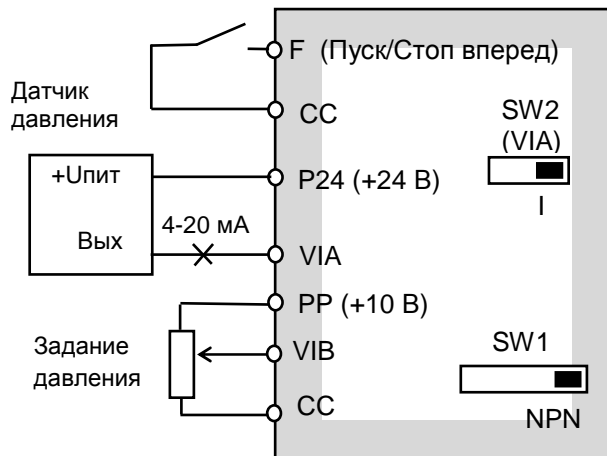 F (Пуск/Стоп вперед)
Датчик
давления
CC
SW2
(VIA)
I
+Uпит
P24 (+24 В)
4-20 мА
Вых
VIA
PP (+10 В)
Задание
давления
VIB
SW1
CC
NPN